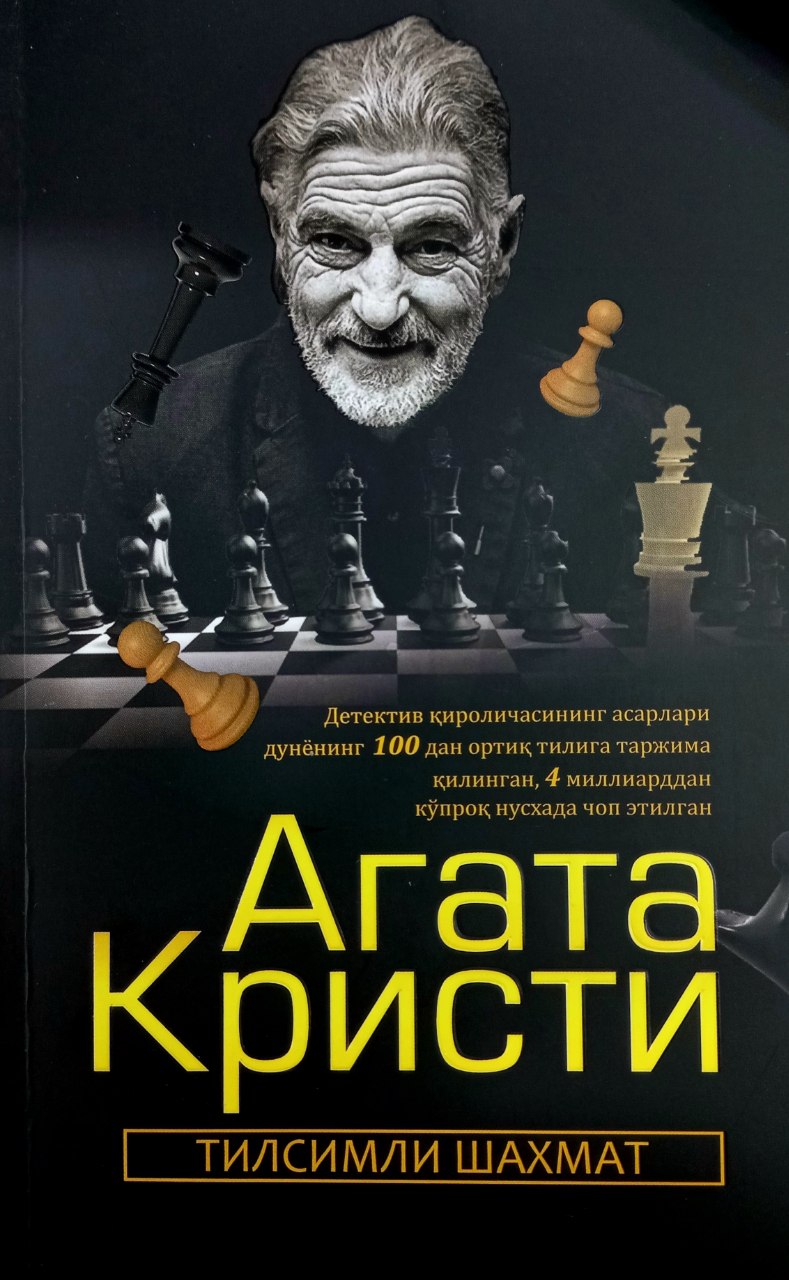 Детектив қироличасининг асарлари
дунёнинг 100 дан ортиқ тилига таржима
қилинган, 4 миллиарддан
кўпроқ нусхада чоп этилган
Агата
Кристи
ТИЛСИМЛИ ШАХМАТ